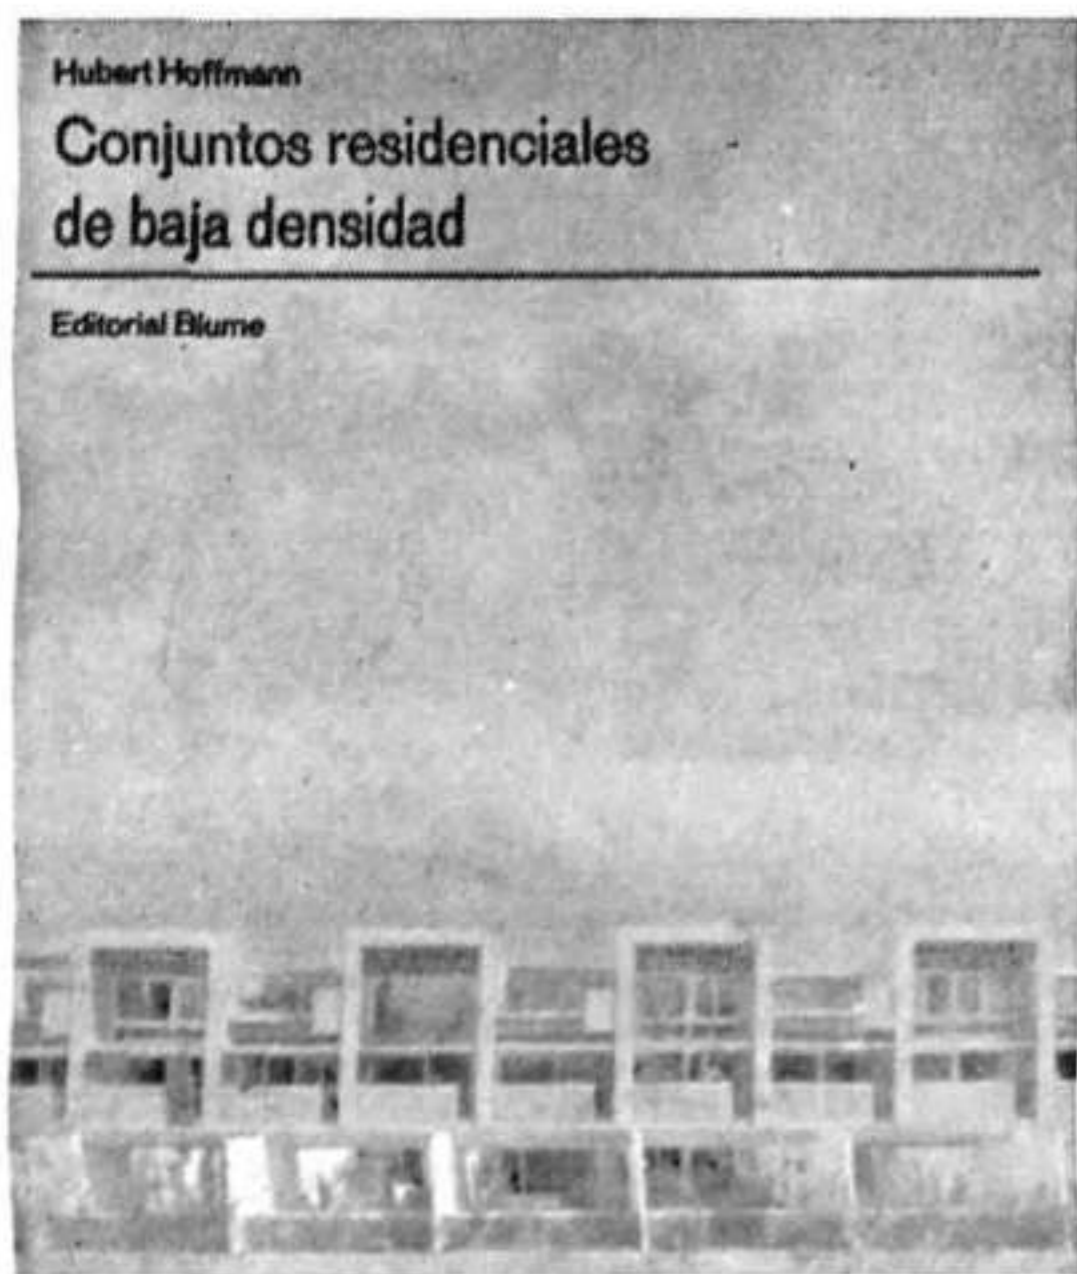 Hubert Hoffmann
Conjuntos residenciales
de baja densidad
Editorial Blume